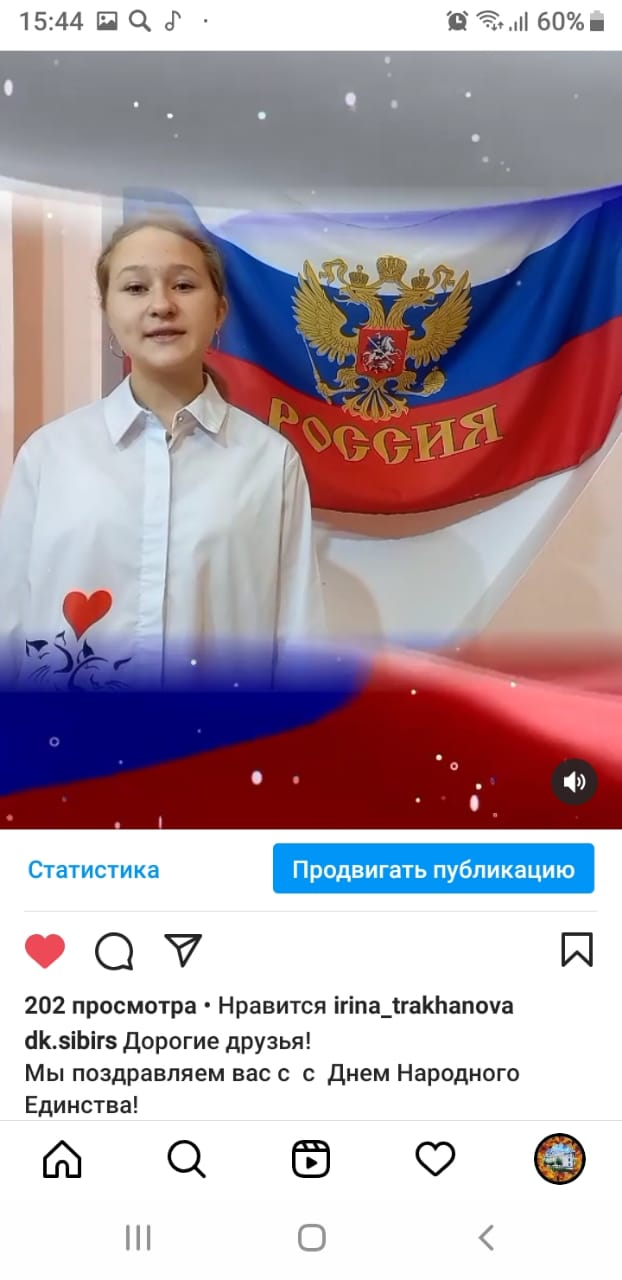 15:44
60%
РОССИЯ
Статистика
Продвигать публикацию
202 просмотра • Нравится irina_trakhanova
dk.sibirs Дорогие друзья!
Мы поздравляем вас с с Днем Народного
Единства!